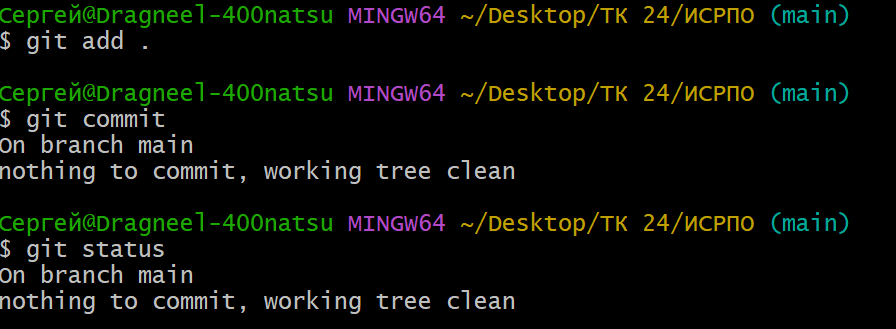 Сергей@Dragneel-400natsu MINGW64 ~/Desktop/ТК 24/ИСРПО (main)
$ git add .
Сергей@Dragneel-400natsu MINGW64 ~/Desktop/ТК 24/ИСРПО (main)
$ git commit
On branch main
nothing to commit, working tree clean
Сергей@Dragneel-400natsu MINGW64 ~/Desktop/ТК 24/ИСРПО (main)
$ git status
On branch main
nothing to commit, working tree clean